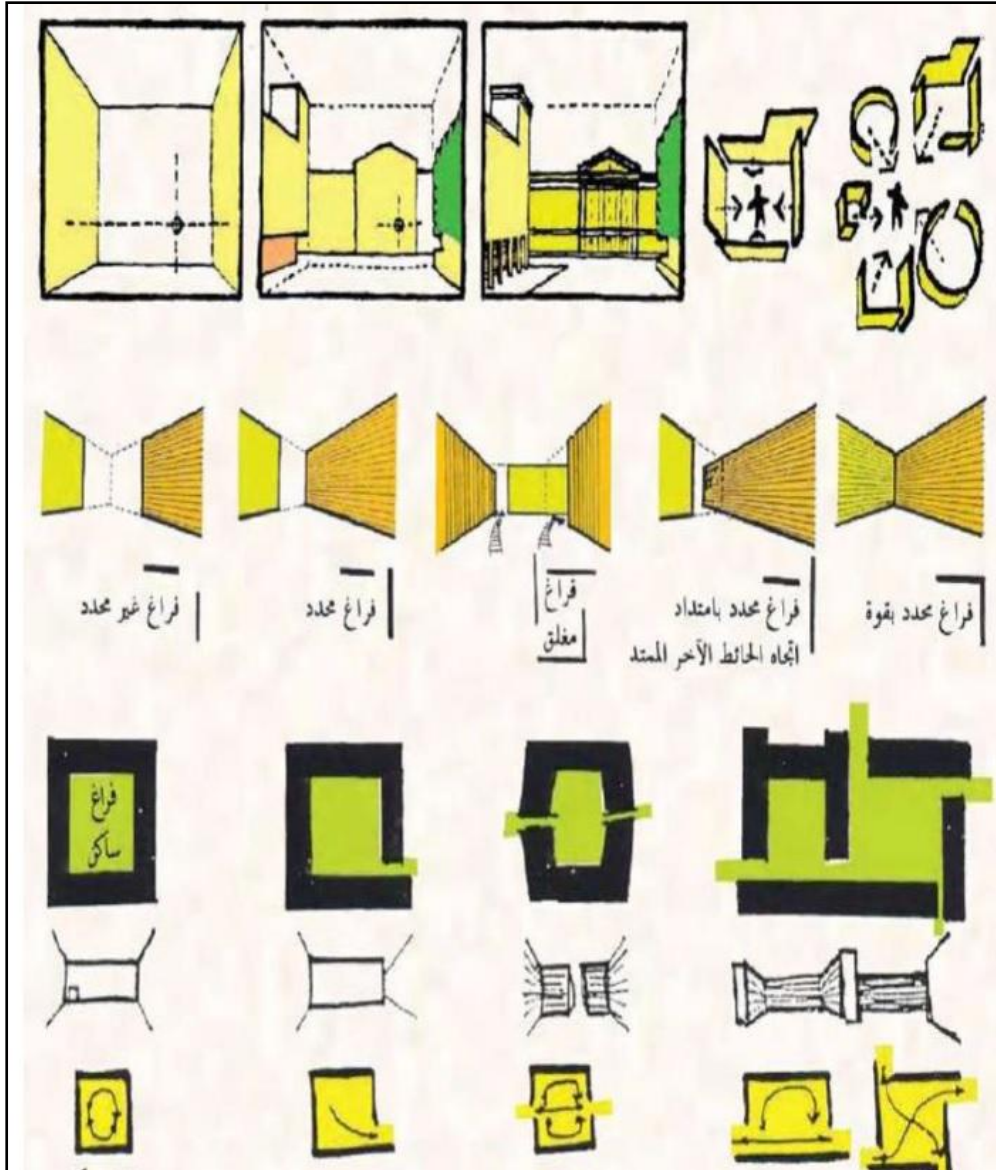 فراغ محدد بقوة
فراغ محدد بامتداد
اتجاه الحائط الآخر الممتد
فراغ
مغلق
فراغ محدد
فراغ غير محدد
فراغ
ساكن